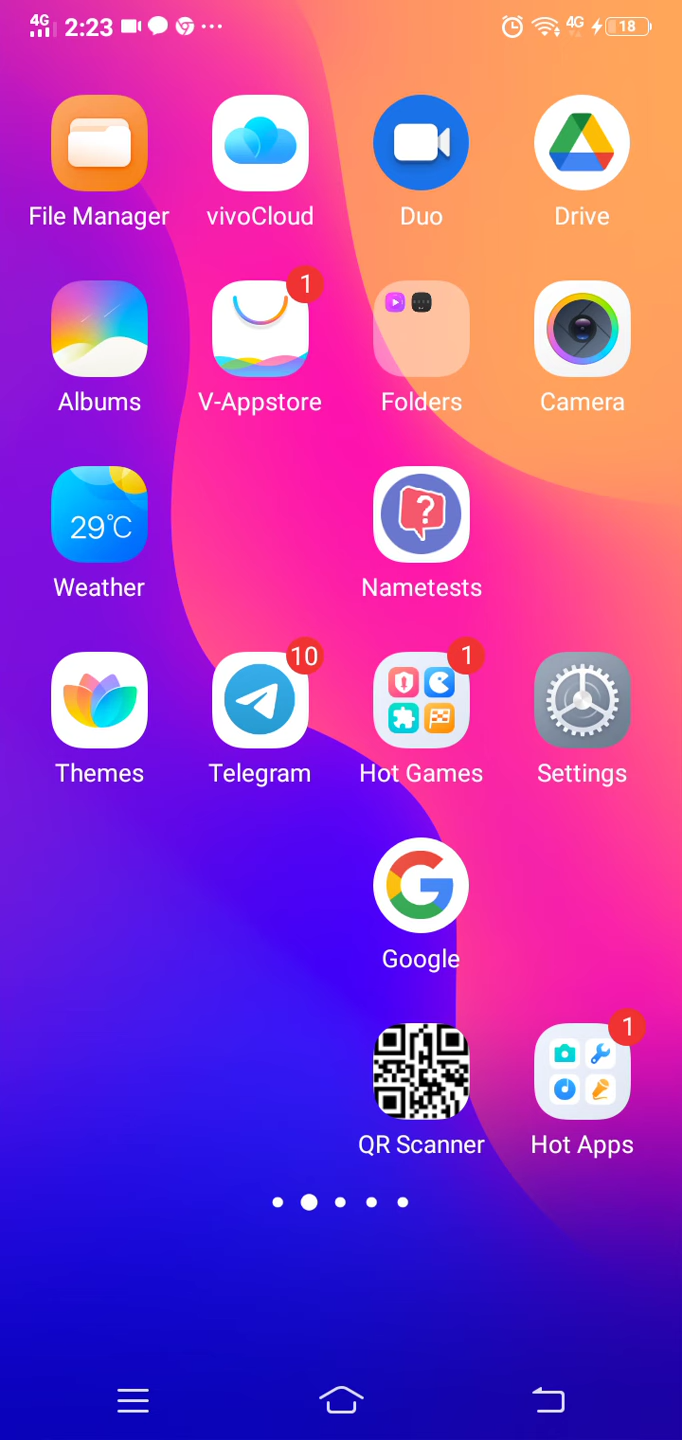 4G 2:23 4G 18
File Manager vivoCloud Duo Drive
1
Albums V-Appstore Folders Camera
29°C ?
Weather Nametests
10 1
Themes Telegram Hot Games Settings
G
Google
1
QR Scanner Hot Apps